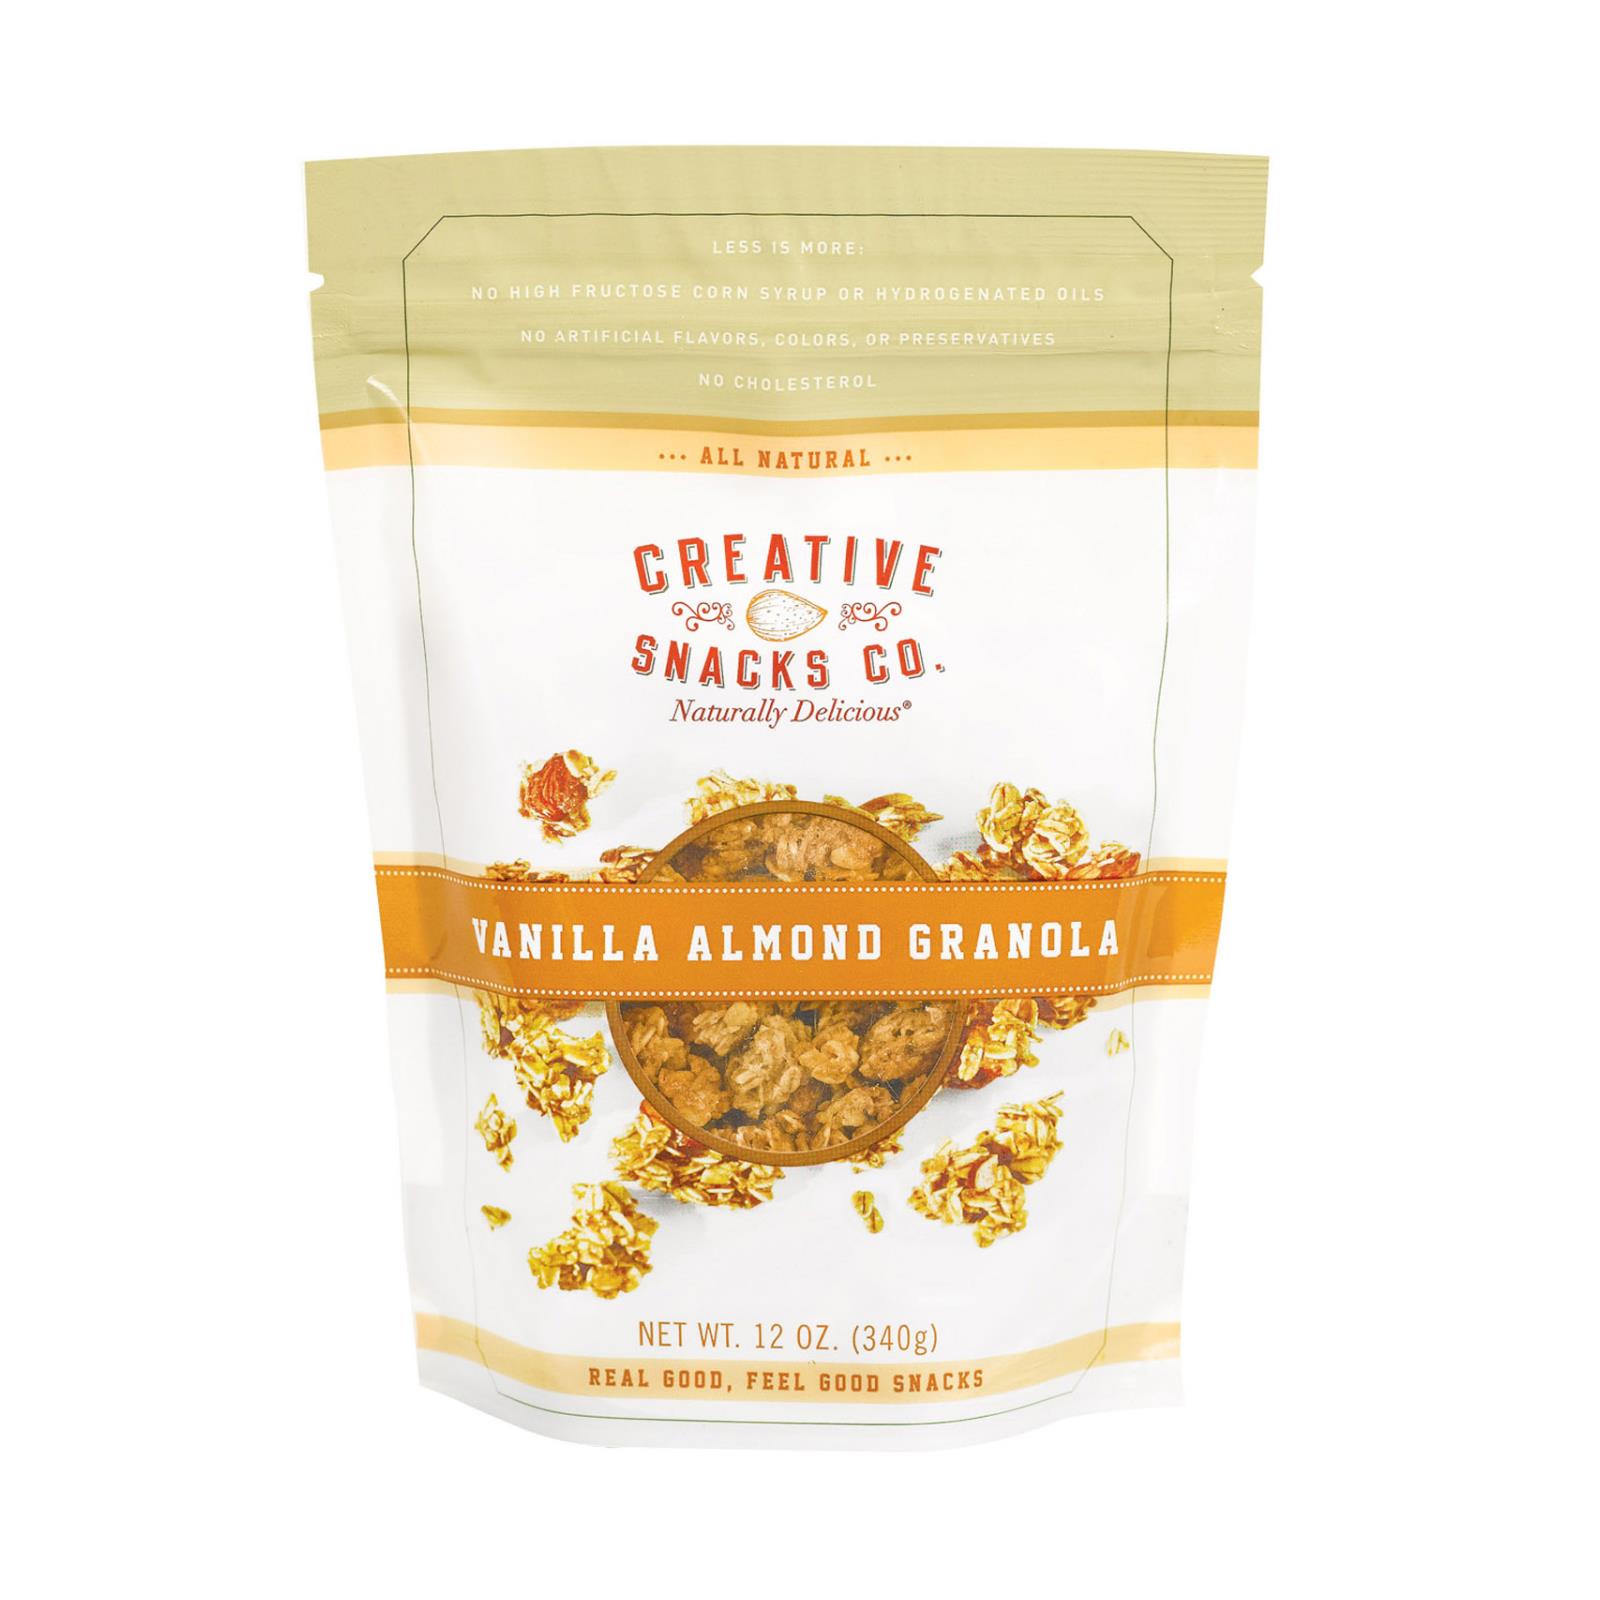 LESS IS MORE:
NO HIGH FRUCTOSE CORN SYRUP OR HYDROGENATED OILS
NO ARTIFICIAL FLAVORS, COLORS, OR PRESERVATIVES
NO CHOLESTEROL
... ALL NATURAL ...
CREATIVE
SNACKS CO.
Naturally Delicious®
VANILLA ALMOND GRANOLA
NET WT. 12 OZ. (340g)
REAL GOOD, FEEL GOOD SNACKS